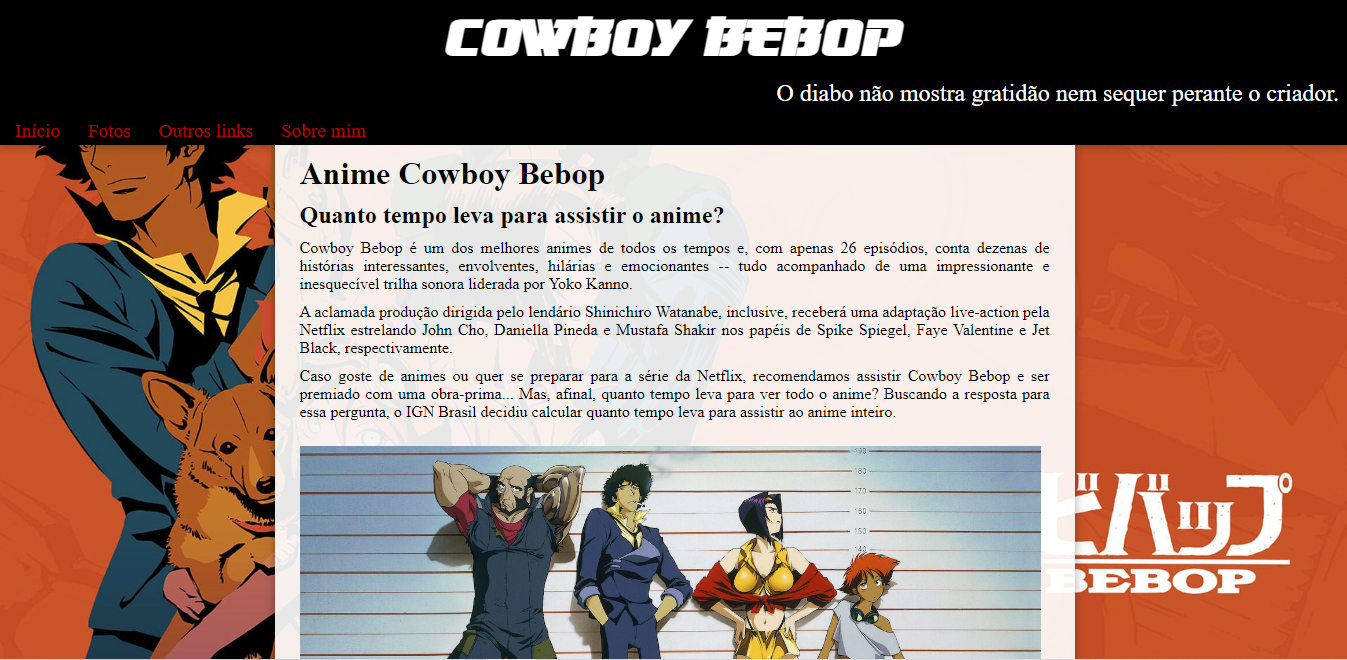 COWBOY BEBOP
O diabo não mostra gratidão nem sequer perante o criador.
Início Fotos Outros links Sobre mim
Anime Cowboy Bebop
Quanto tempo leva para assistir o anime?
Cowboy Bebop é um dos melhores animes de todos os tempos e, com apenas 26 episódios, conta dezenas de
histórias interessantes, envolventes, hilárias e emocionantes -- tudo acompanhado de uma impressionante e
inesquecível trilha sonora liderada por Yoko Kanno.
A aclamada produção dirigida pelo lendário Shinichiro Watanabe, inclusive, receberá uma adaptação live-action pela
Netflix estrelando John Cho, Daniella Pineda e Mustafa Shakir nos papéis de Spike Spiegel, Faye Valentine e Jet
Black, respectivamente.
Caso goste de animes ou quer se preparar para a série da Netflix, recomendamos assistir Cowboy Bebop e ser
premiado com uma obra-prima... Mas, afinal, quanto tempo leva para ver todo o anime? Buscando a resposta para
essa pergunta, o IGN Brasil decidiu calcular quanto tempo leva para assistir ao anime inteiro.
190
180
170
160
150
140
ビバップ
BEBOP